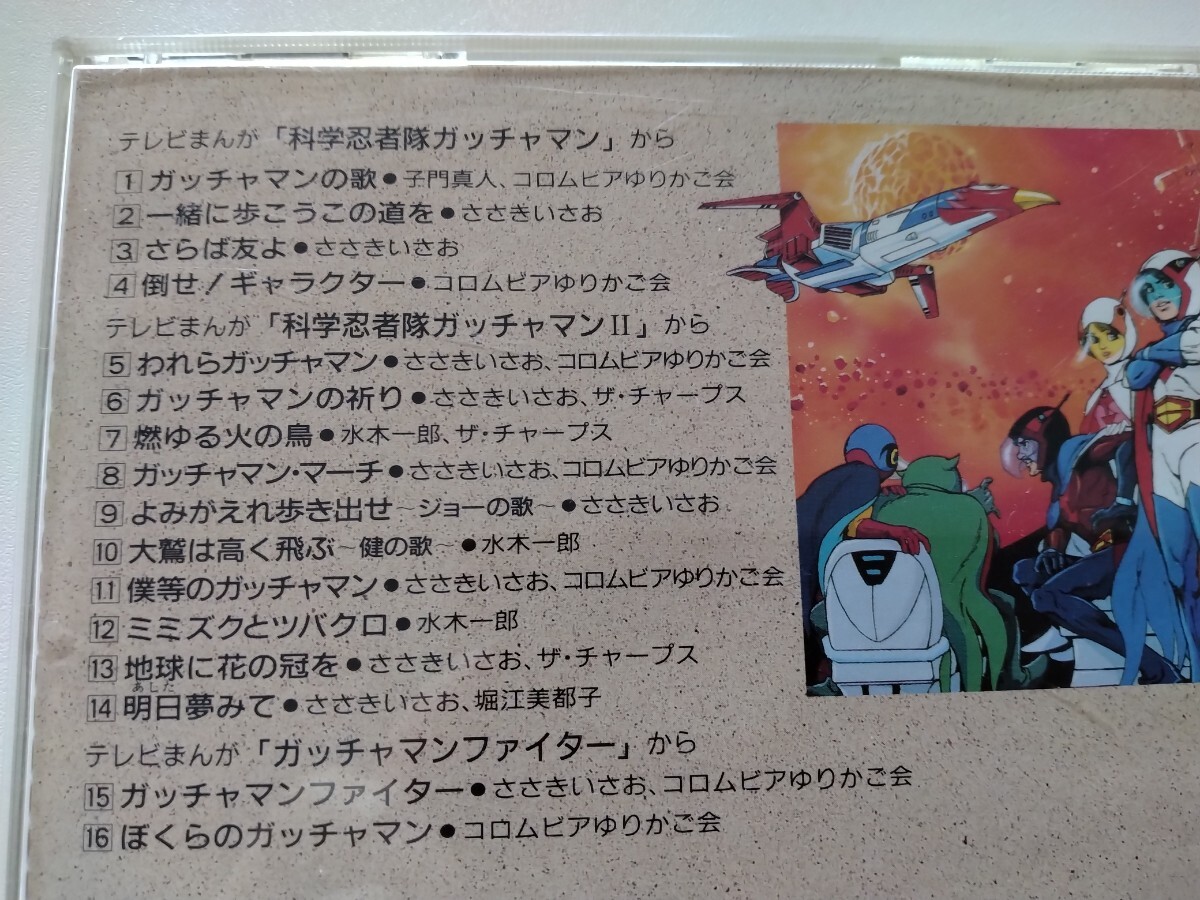 テレビまんが「科学忍者隊ガッチャマン」から
1 ガッチャマンの歌●子門真人、コロムビアゆりかご会
2 一緒に歩こうこの道を●ささきいさお
3 さらば友よ●ささきいさお
4 倒せ!ギャラクター●コロムビアゆりかご会
テレビまんが「科学忍者隊ガッチャマンII」から
5 われらガッチャマン●ささきいさお、コロムビアゆりかご会
6 ガッチャマンの祈り●ささきいさお、ザ・チャープス
7 燃ゆる火の鳥●水木一郎、ザ・チャープス
8 ガッチャマン・マーチ●ささきいさお、コロムビアゆりかご会
9 よみがえれ歩き出せ~ジョーの歌~●ささきいさお
10 大鷲は高く飛ぶ~健の歌~●水木一郎
11 僕等のガッチャマン●ささきいさお、コロムビアゆりかご会
12 ミミズクとツバクロ●水木一郎
13 地球に花の冠を●ささきいさお、ザ・チャープス
あした
14 明日夢みて●ささきいさお、堀江美都子
テレビまんが「ガッチャマンファイター」から
15 ガッチャマンファイター●ささきいさお、コロムビアゆりかご会
16 ぼくらのガッチャマン●コロムビアゆりかご会